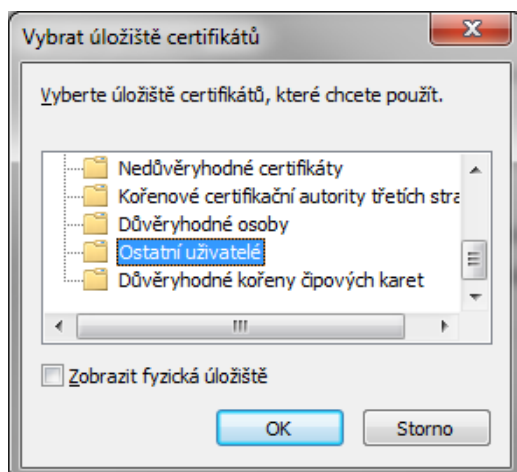 Vybrat úložiště certifikátů
Vyberte úložiště certifikátů, které chcete použít.
Nedůvěryhodné certifikáty
Kořenové certifikační autority třetích stra
Důvěryhodné osoby
Ostatní uživatelé
Důvěryhodné kořeny čipových karet
Zobrazit fyzická úložiště
OK Storno